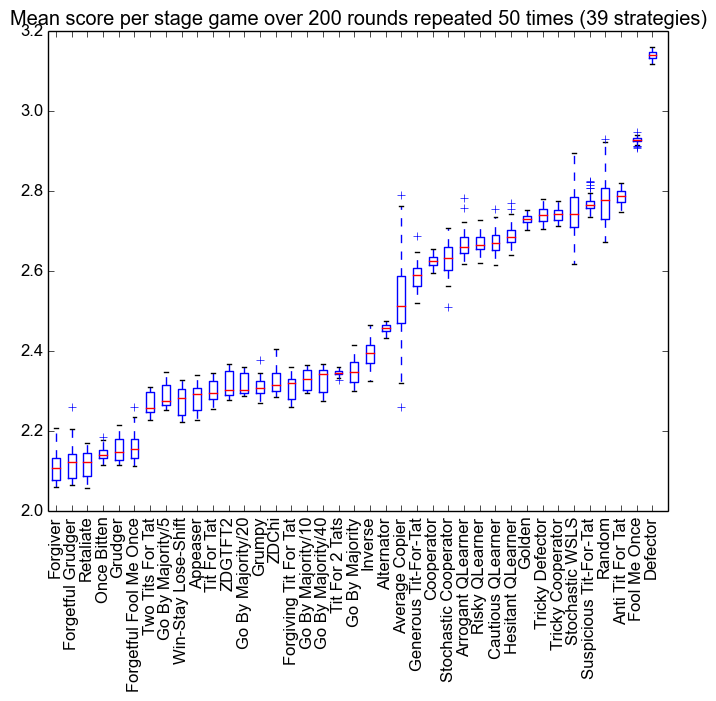 Mean score per stage game over 200 rounds repeated 50 times (39 strategies)
3.2
3.0
2.8
2.6
2.4
2.2
2.0
Forgiver
Forgetful Grudger
Retaliate
Once Bitten
Grudger
Forgetful Fool Me Once
Two Tits For Tat
Go By Majority/5
Win-Stay Lose-Shift
Appeaser
Tit For Tat
ZDGTFT2
Go By Majority/20
Grumpy
ZDChi
Forgiving Tit For Tat
Go By Majority/10
Go By Majority/40
Tit For 2 Tats
Go By Majority
Inverse
Alternator
Average Copier
Generous Tit-For-Tat
Cooperator
Stochastic Cooperator
Arrogant QLearner
Risky QLearner
Cautious QLearner
Hesitant QLearner
Golden
Tricky Defector
Tricky Cooperator
Stochastic WSLS
Suspicious Tit-For-Tat
Random
Anti Tit For Tat
Fool Me Once
Defector